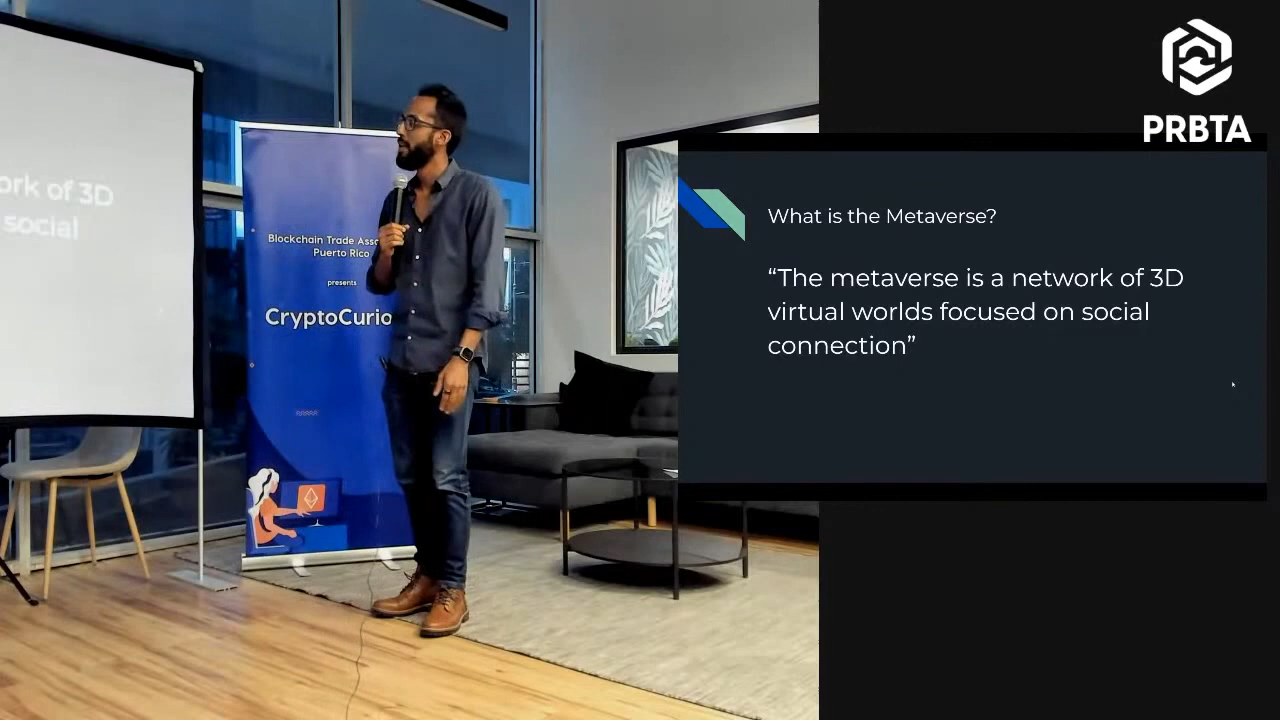 ork of 3D
social
Blockchain Trade Asso
Puerto Rico
presents
CryptoCurio
PRBTA
What is the Metaverse?
“The metaverse is a network of 3D
virtual worlds focused on social
connection”